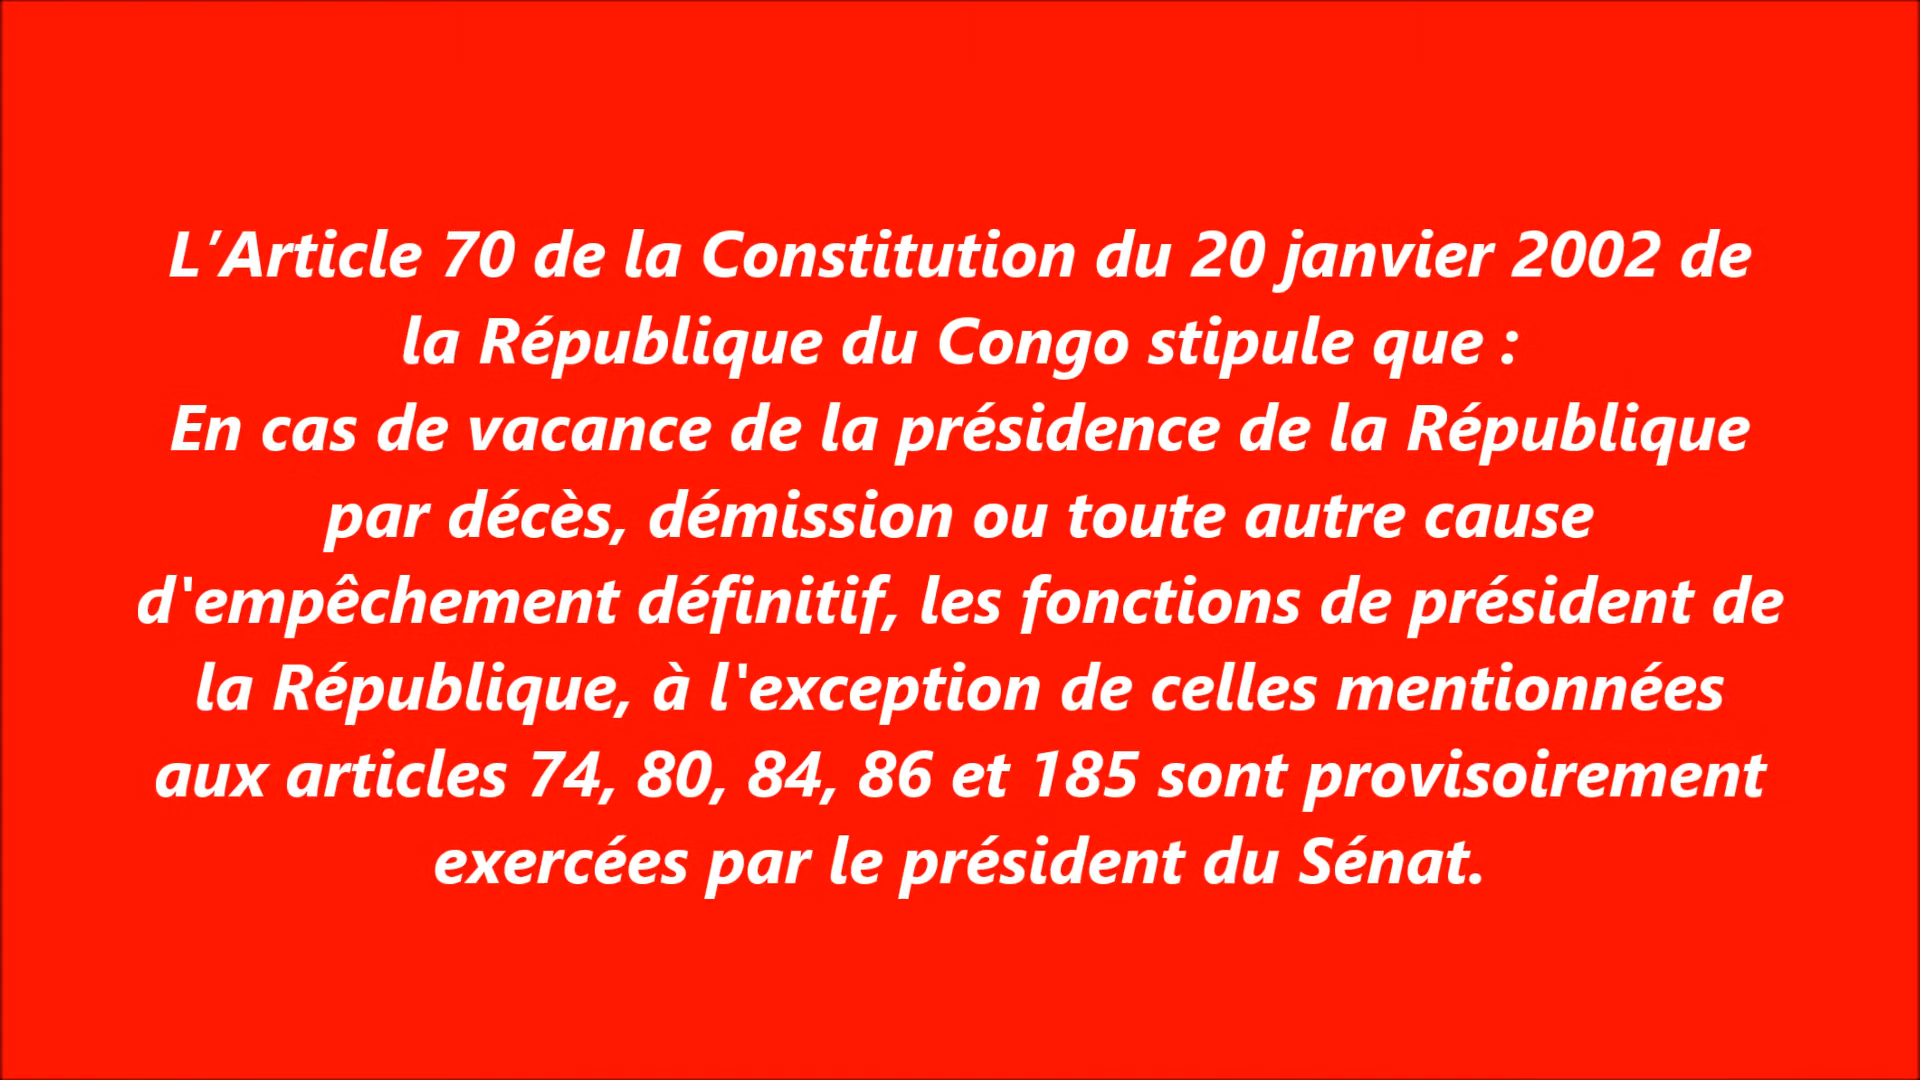 L’Article 70 de la Constitution du 20 janvier 2002 de
la République du Congo stipule que :
En cas de vacance de la présidence de la République
par décès, démission ou toute autre cause
d'empêchement définitif, les fonctions de président de
la République, à l'exception de celles mentionnées
aux articles 74, 80, 84, 86 et 185 sont provisoirement
exercées par le président du Sénat.